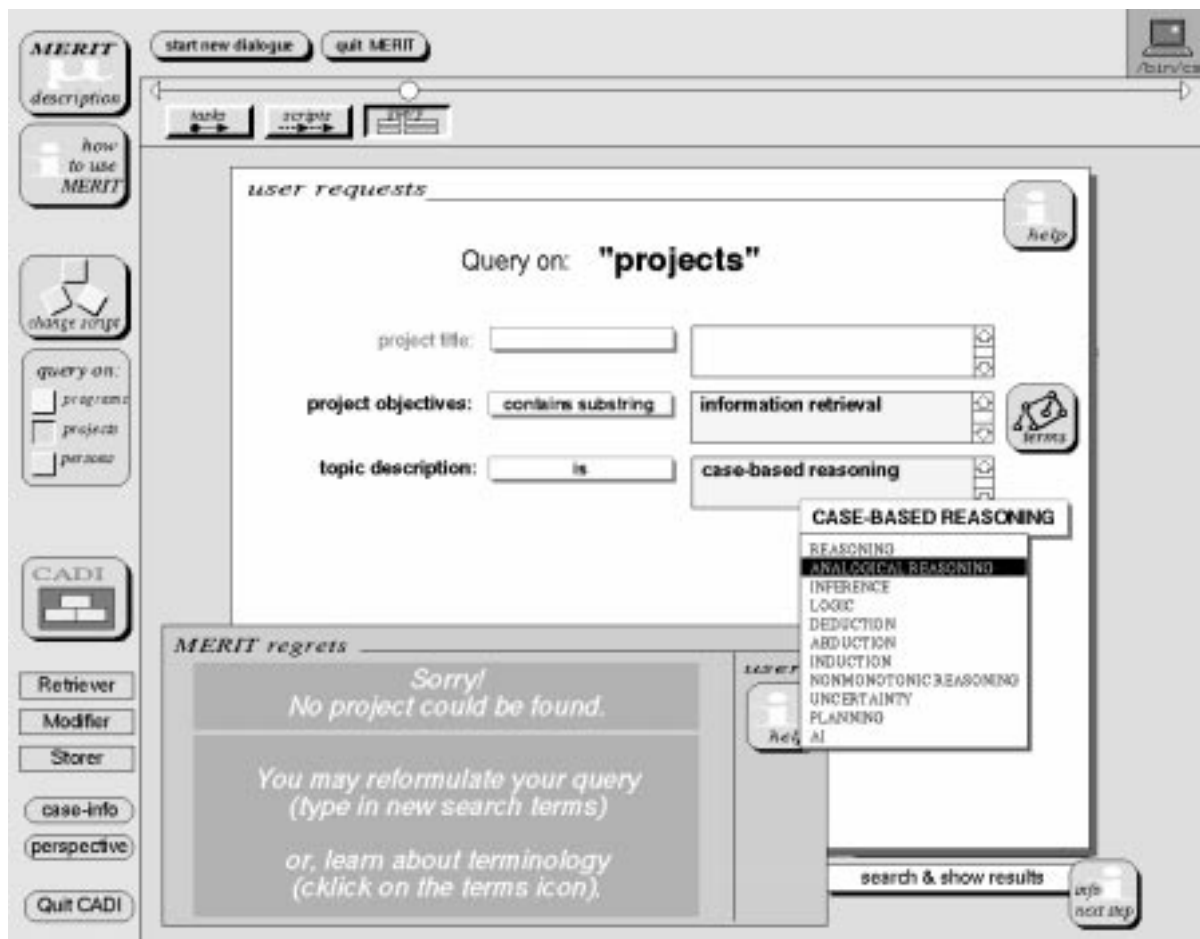 MERIT
µ
description
start new dialogue
quit MERIT
/bin/cs
tasks
scripts
how
to use
MERIT
user requests
help
Query on: "projects"
change script
project title:
query on:
programs
projects
persons
project objectives: contains substring information retrieval
terms
topic description: is case-based reasoning
CASE-BASED REASONING
REASONING
ANALOGICAL REASONING
INFERENCE
LOGIC
DEDUCTION
ABDUCTION
INDUCTION
NONMONOTONIC REASONING
UNCERTAINTY
PLANNING
AI
CADI
Retriever
Modifier
Storer
case-info
perspective
Quit CADI
MERIT regrets
Sorry!
No project could be found.
You may reformulate your query
(type in new search terms)
or, learn about terminology
(cklick on the terms icon).
user
help
search & show results
info
next step